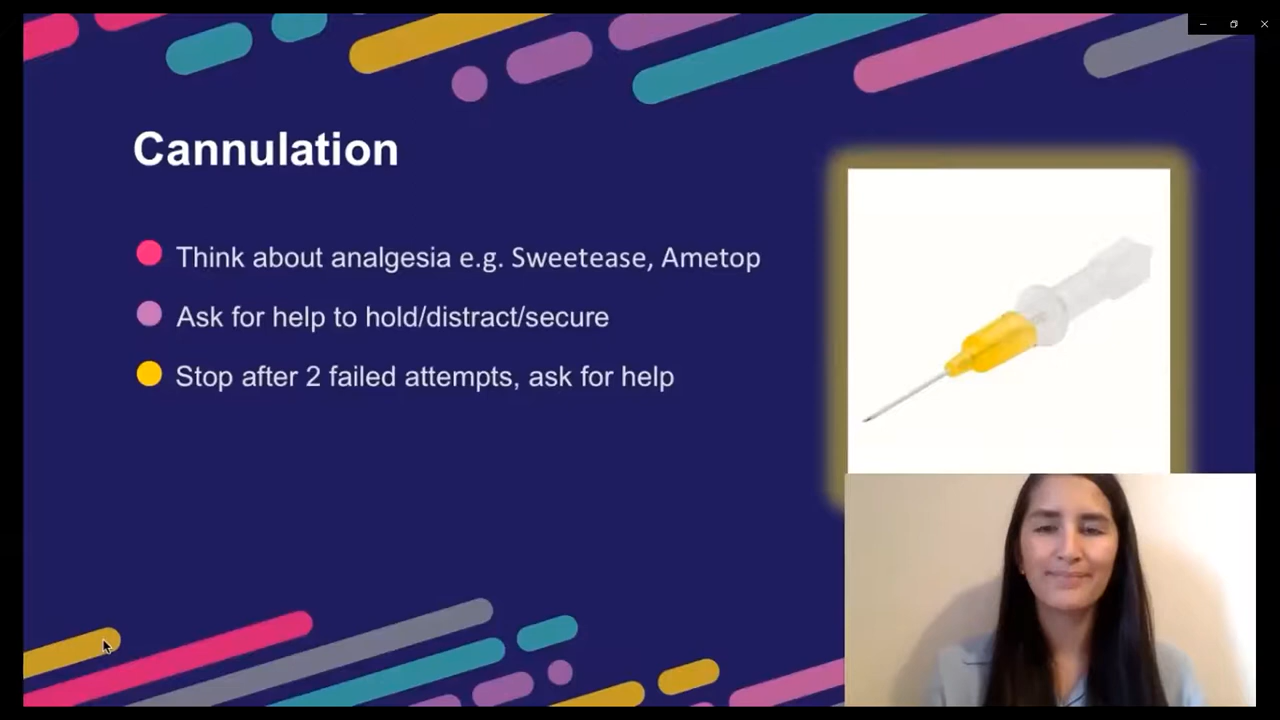 Cannulation
Think about analgesia e.g. Sweetease, Ametop
Ask for help to hold/distract/secure
Stop after 2 failed attempts, ask for help